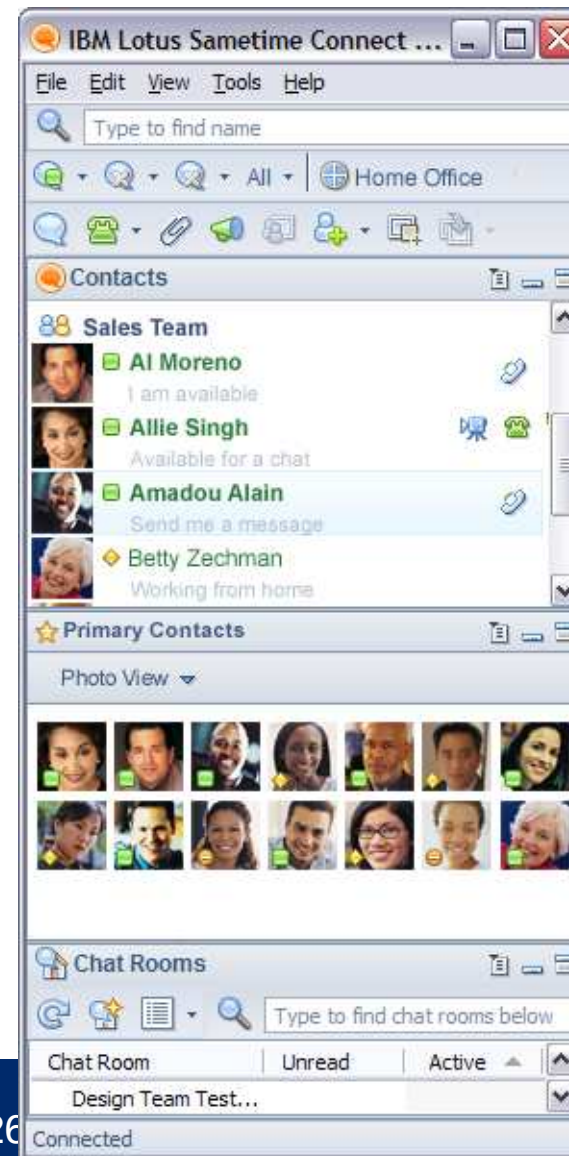 IBM Lotus Sametime Connect ...
File Edit View Tools Help
Type to find name
All Home Office
Contacts
Sales Team
Al Moreno
I am available
Allie Singh
Available for a chat
Amadou Alain
Send me a message
Betty Zechman
Working from home
Primary Contacts
Photo View
Chat Rooms
Type to find chat rooms below
Chat Room Unread Active
Design Team Test...
26
Connected